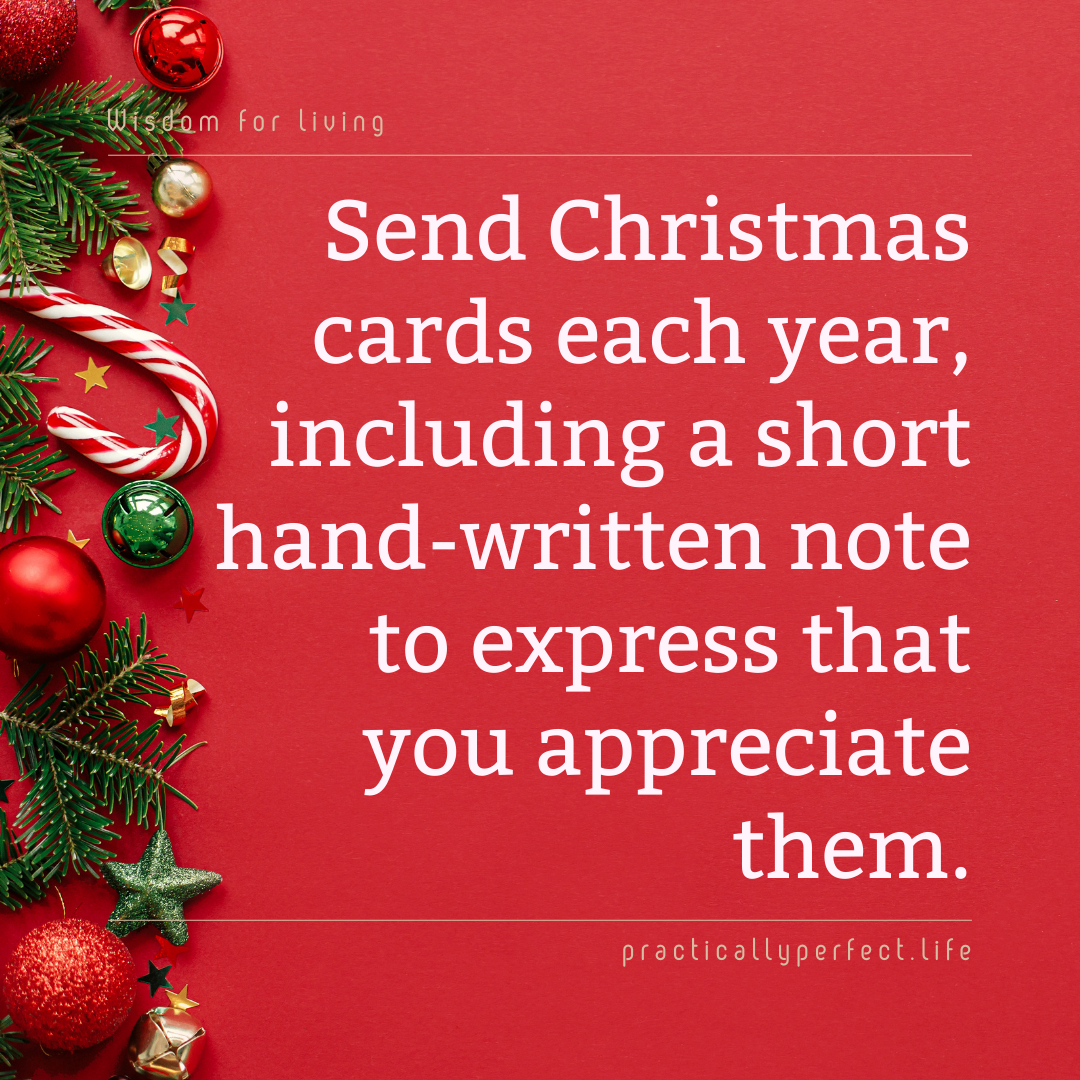 Wisdom for living
Send Christmas
cards each year,
including a short
hand-written note
to express that
you appreciate
them.
practicallyperfect.life